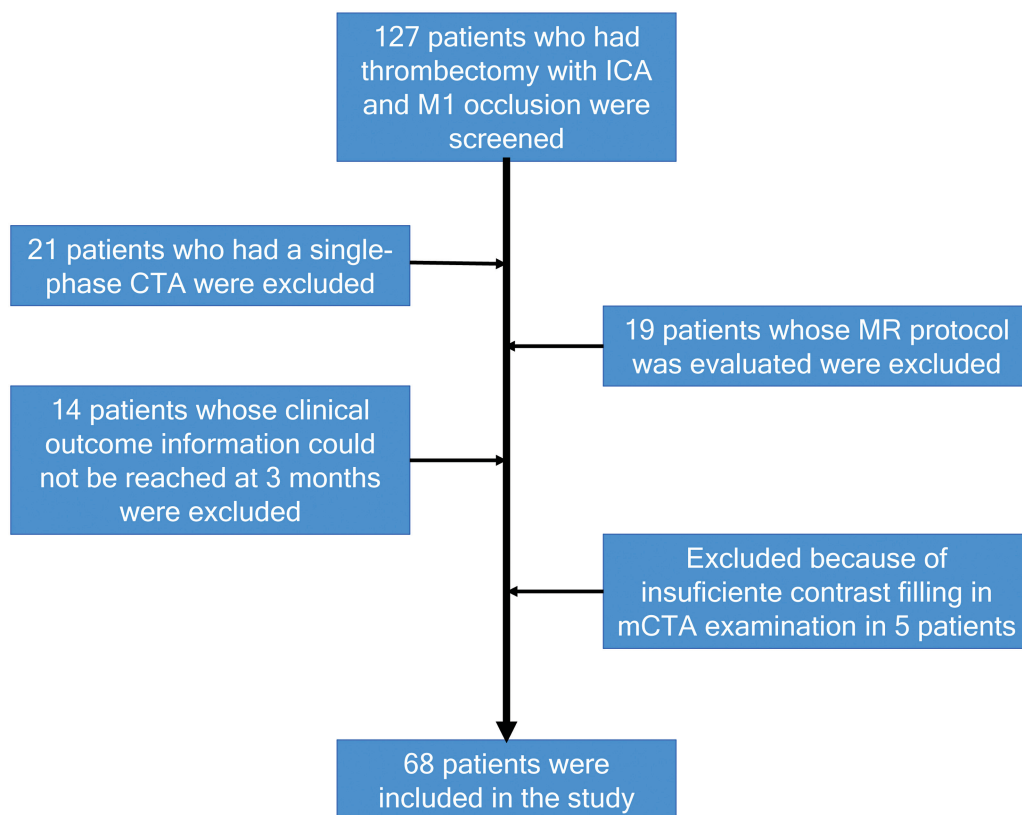 127 patients who had
thrombectomy with ICA
and M1 occlusion were
screened
21 patients who had a single-
phase CTA were excluded
19 patients whose MR protocol
was evaluated were excluded
14 patients whose clinical
outcome information could
not be reached at 3 months
were excluded
Excluded because of
insuficiente contrast filling in
mCTA examination in 5 patients
68 patients were
included in the study